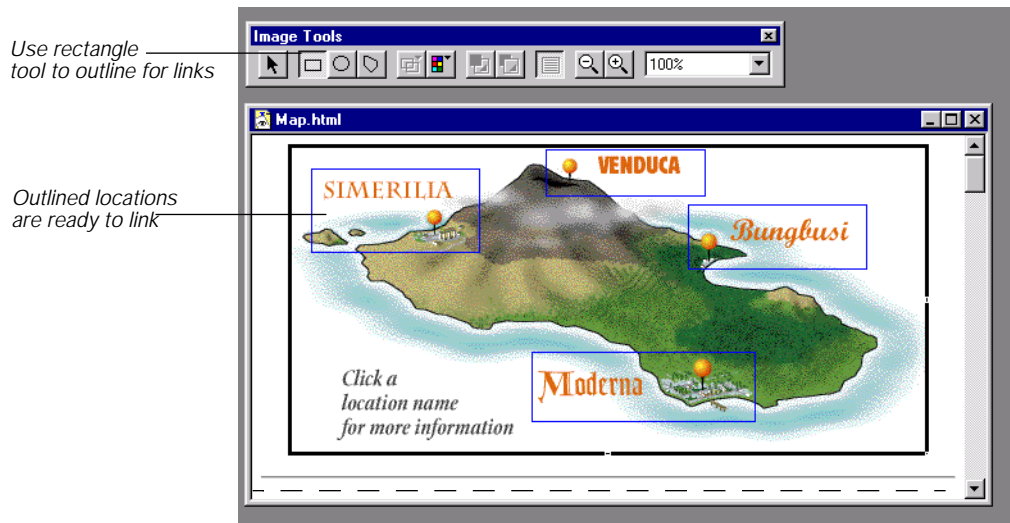 Use rectangle
tool to outline for links
Image Tools
100%
Map.html
Outlined locations
are ready to link
SIMERILIA
VENDUCA
Bungbusi
Moderna
Click a
location name
for more information